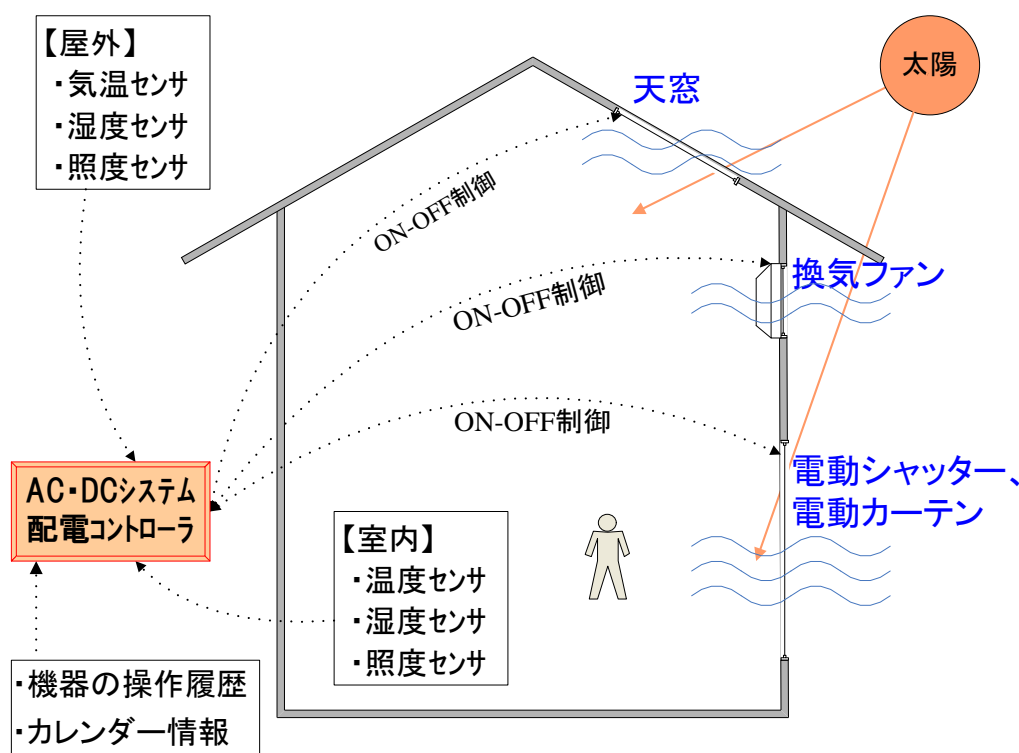 【屋外】
・気温センサ
・湿度センサ
・照度センサ
太陽
天窓
ON-OFF制御
換気ファン
ON-OFF制御
ON-OFF制御
電動シャッター、
電動カーテン
AC・DCシステム
配電コントローラ
【室内】
・温度センサ
・湿度センサ
・照度センサ
・機器の操作履歴
・カレンダー情報